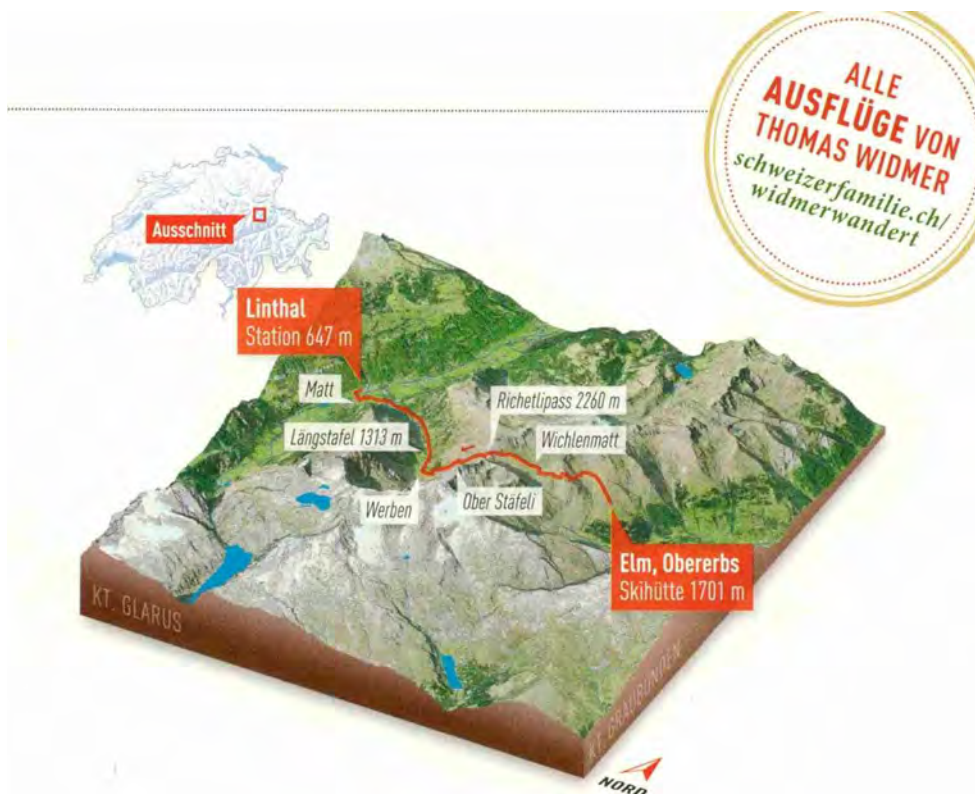 ALLE
AUSFLÜGE VON
THOMAS WIDMER
schweizerfamilie.ch/
widmerwandert
Ausschnitt
Linthal
Station 647 m
Matt
Richetlipass 2260 m
Längstafel 1313 m
Wichlenmatt
Werben
Ober Stäfeli
Elm, Obererbs
Skihütte 1701 m
KT. GLARUS
KT. GRAUBÜNDEN
NORD